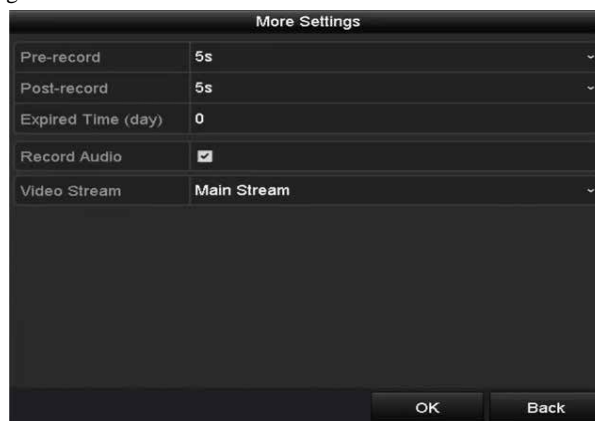 More Settings
Pre-record 5s
Post-record 5s
Expired Time (day) 0
Record Audio
Video Stream Main Stream
OK Back